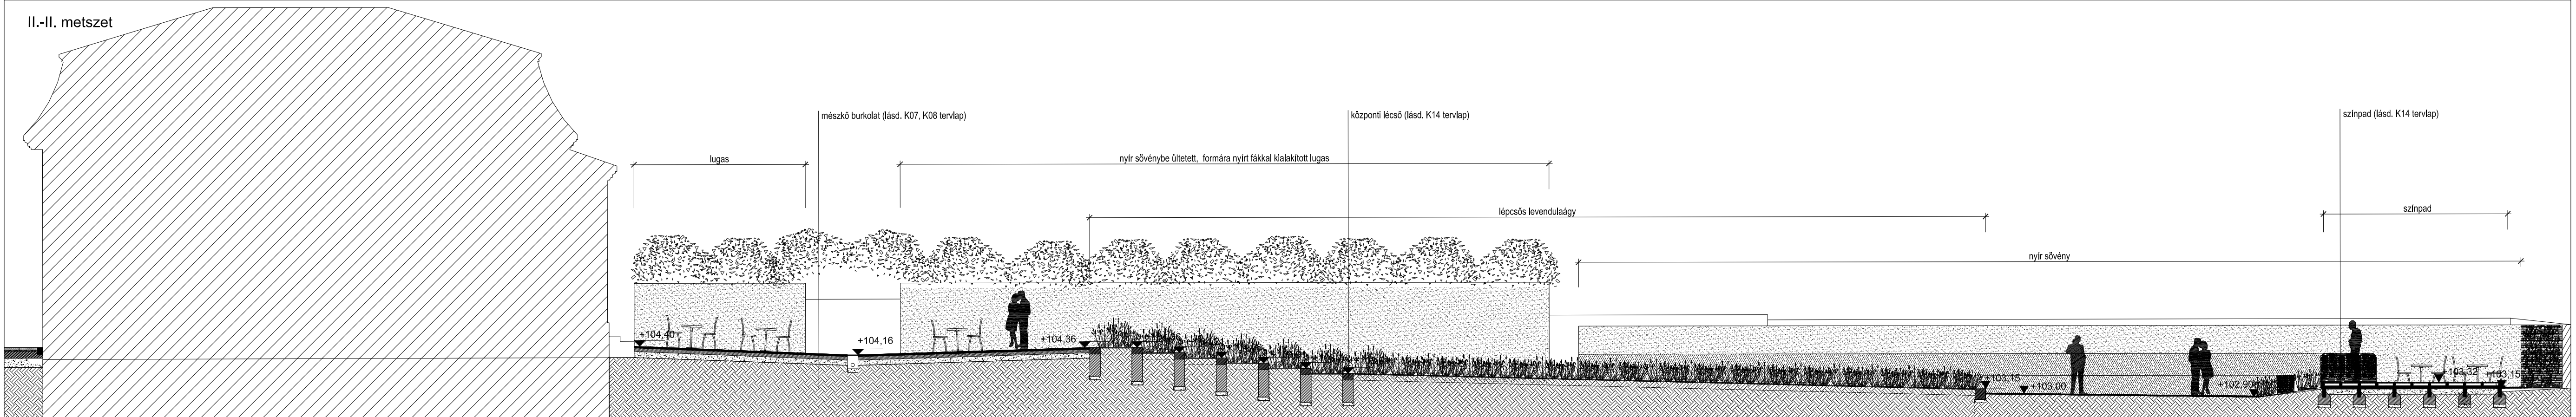 II.-II. metszet
mészkő burkolat (lásd. K07, K08 tervlap)
központi lécső (lásd. K14 tervlap)
színpad (lásd. K14 tervlap)
lugas
nyír sővénybe ültetett, formára nyírt fákkal kialakított lugas
lépcsős levendulaágy
színpad
nyír sővény
+104,40
+104,16
+104,36
+103,15
+103,00
+102,90
+103,32
+103,15